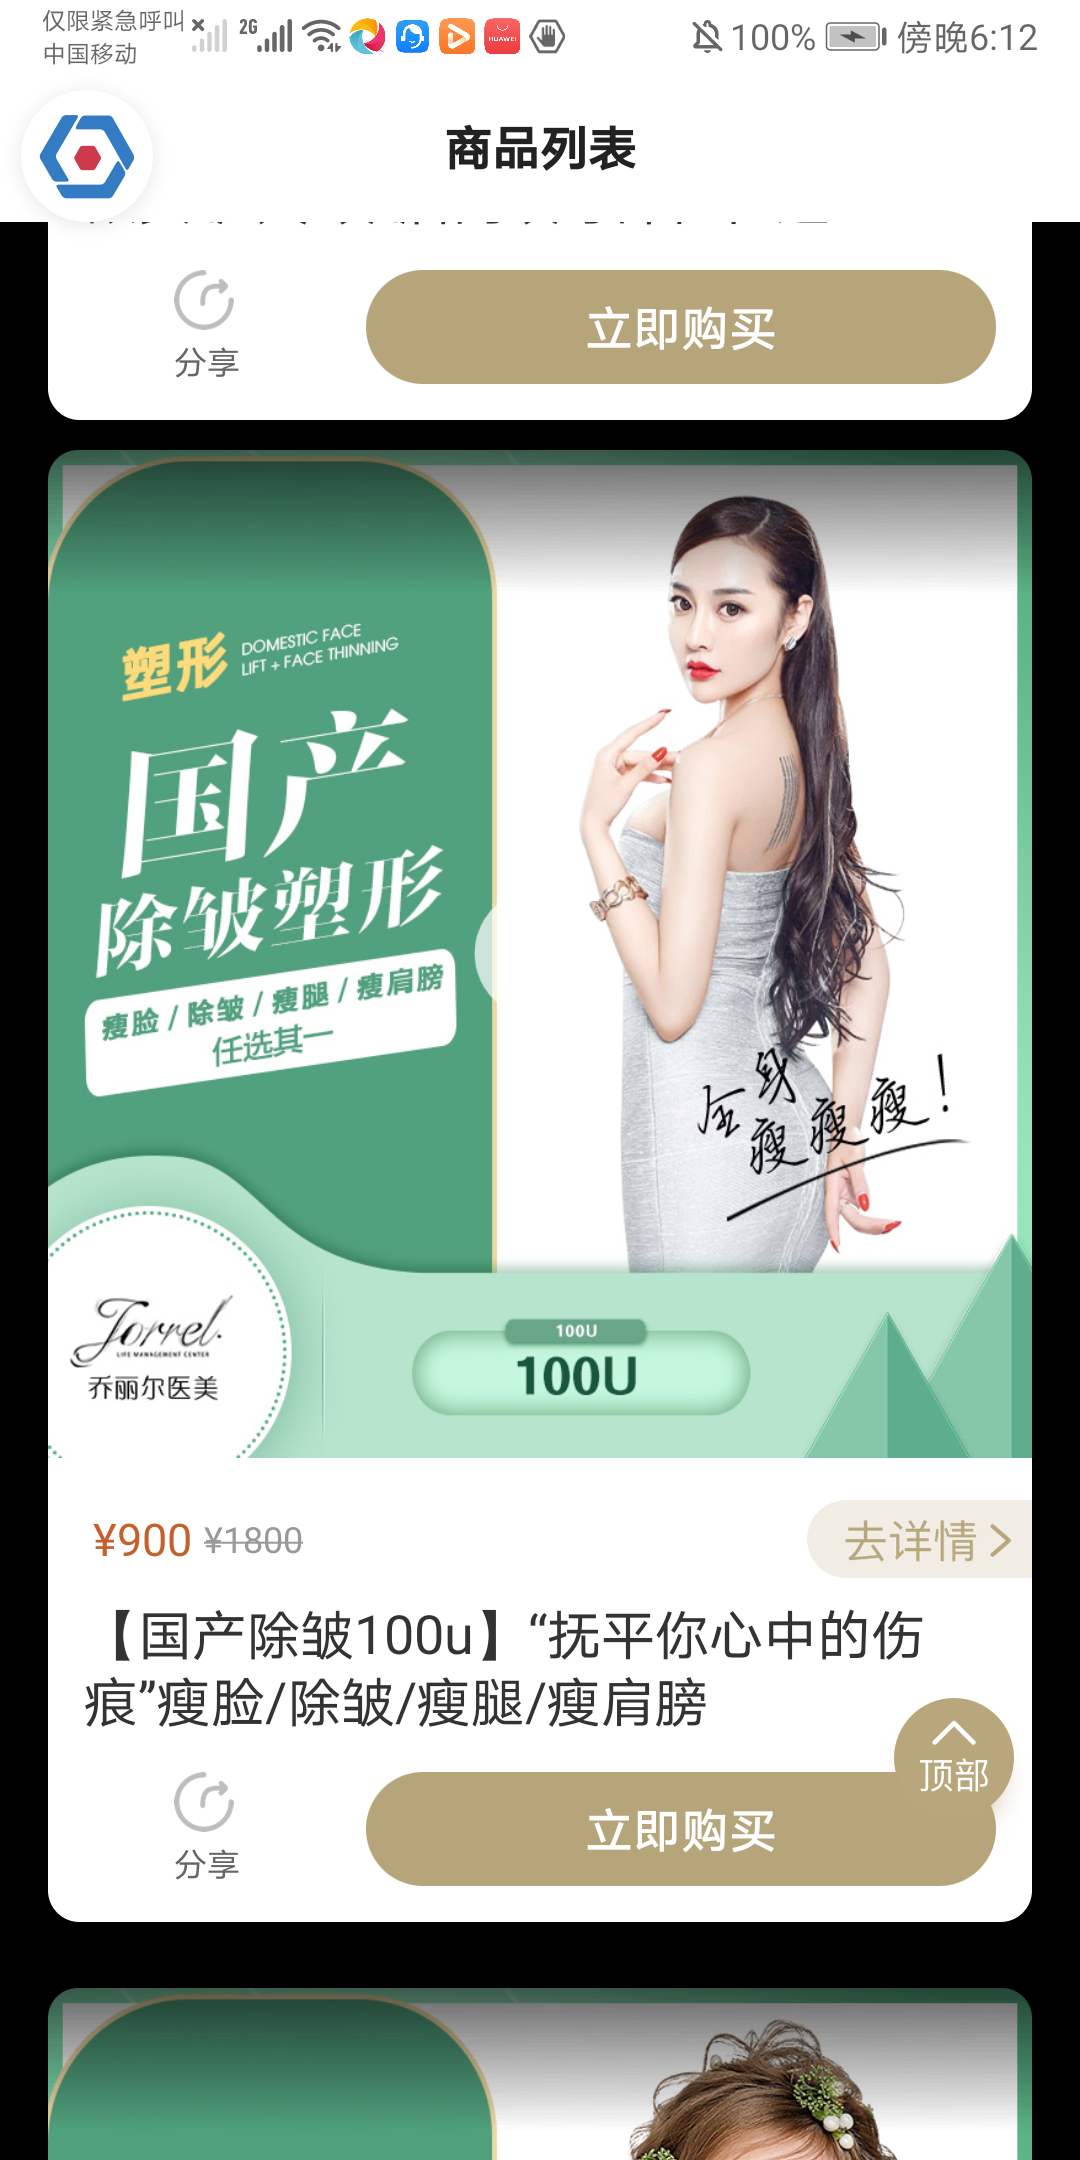 仅限紧急呼叫
中国移动
2G
HUAWEI
100%
傍晚6:12
商品列表
分享
立即购买
塑形
DOMESTIC FACE
LIFT + FACE THINNING
国产
除皱塑形
瘦脸 / 除皱 / 瘦腿 / 瘦肩膀
任选其一
全身
瘦瘦瘦！
Jorrel.
LIFE MANAGEMENT CENTER
乔丽尔医美
100U
100U
¥900 ¥1800
去详情
【国产除皱100u】“抚平你心中的伤
痕”瘦脸/除皱/瘦腿/瘦肩膀
顶部
分享
立即购买